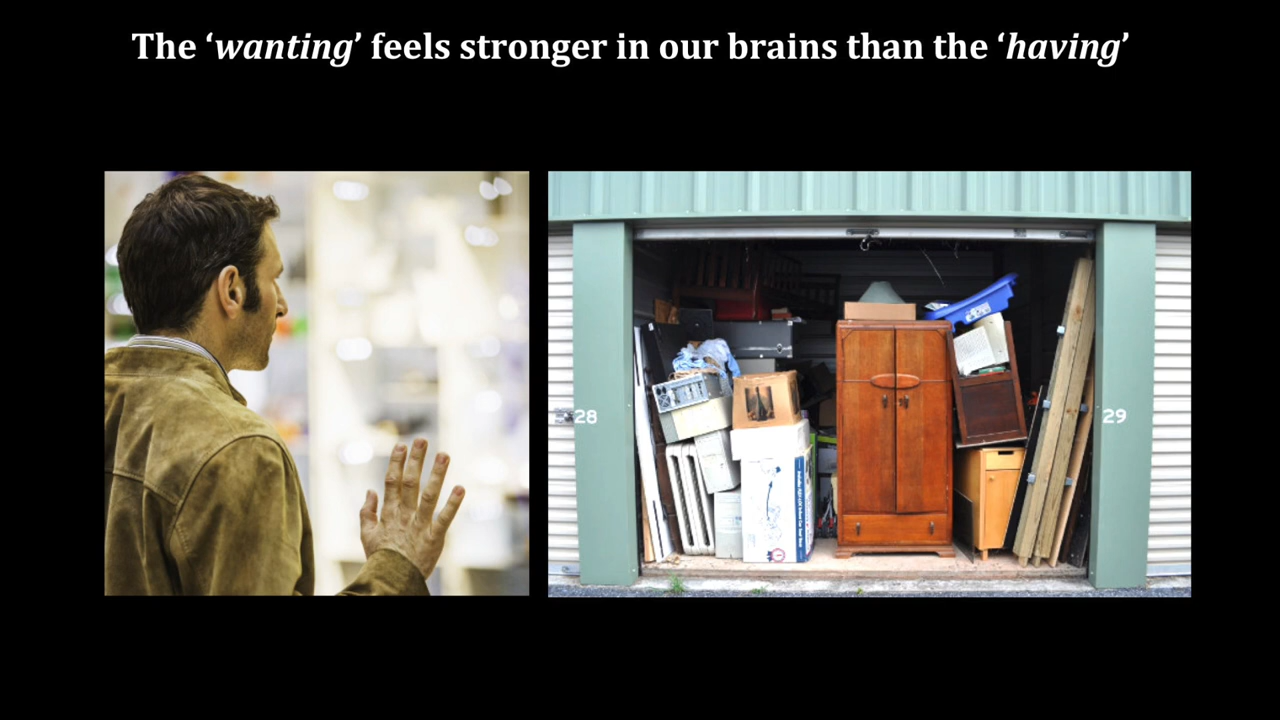 The ‘wanting’ feels stronger in our brains than the ‘having’
28
29